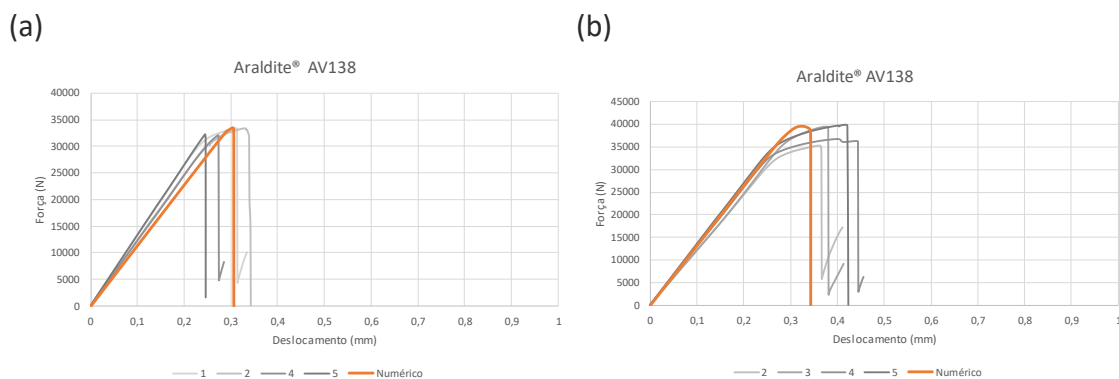 (a)
Araldite® AV138
40000
35000
30000
25000
20000
15000
10000
5000
0
Força (N)
0 0,1 0,2 0,3 0,4 0,5 0,6 0,7 0,8 0,9 1
Deslocamento (mm)
1 2 4 5 Numérico
(b)
Araldite® AV138
45000
40000
35000
30000
25000
20000
15000
10000
5000
0
Força (N)
0 0,1 0,2 0,3 0,4 0,5 0,6 0,7 0,8 0,9 1
Deslocamento (mm)
2 3 4 5 Numérico